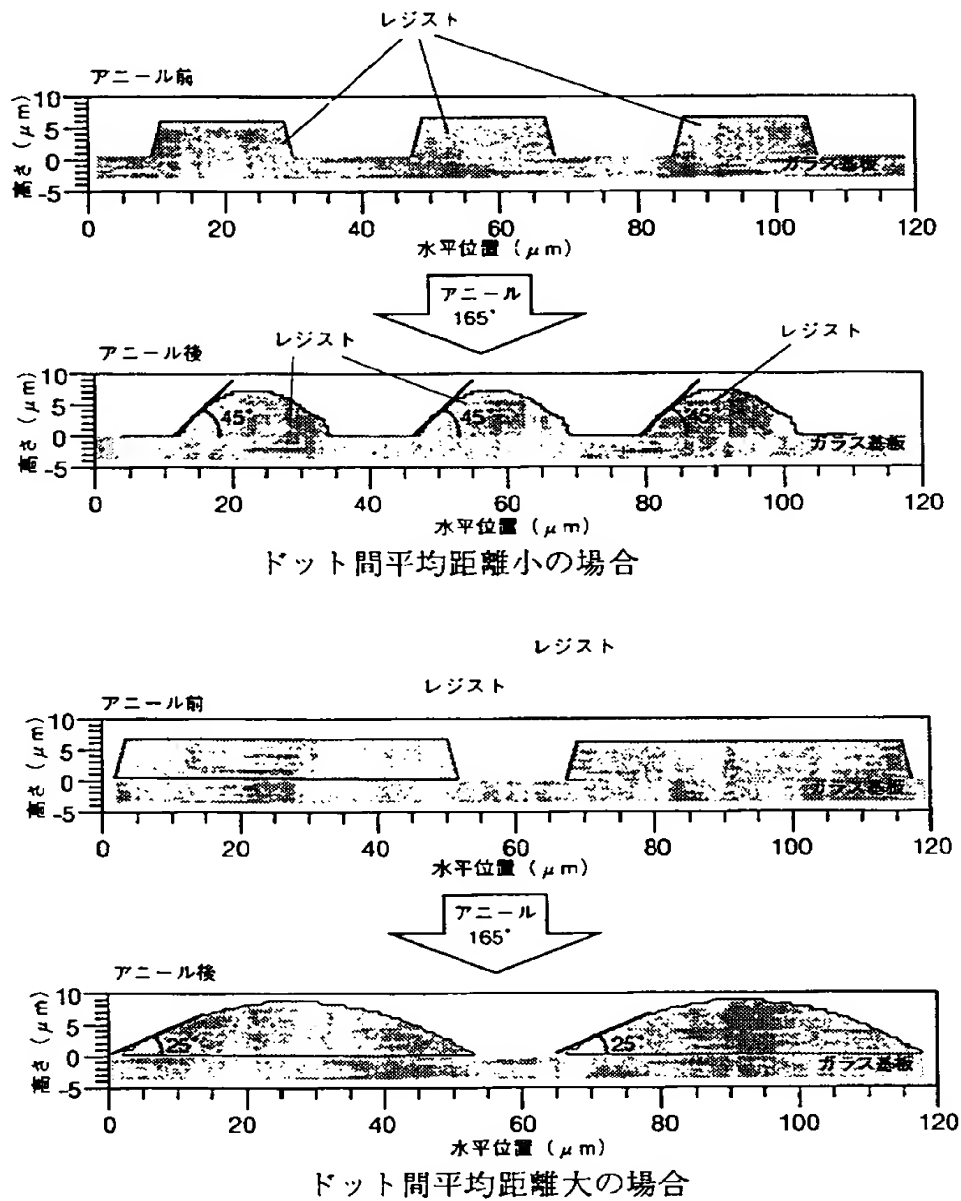 レジスト
アニール前
10
5
0
-5
高さ (μm)
ガラス基板
0 20 40 60 80 100 120
水平位置 (μm)
アニール
165°
アニール後
レジスト
レジスト
10
5
0
-5
高さ (μm)
45°
45°
45°
ガラス基板
0 20 40 60 80 100 120
水平位置 (μm)
ドット間平均距離小の場合
レジスト
レジスト
アニール前
10
5
0
-5
高さ (μm)
ガラス基板
0 20 40 60 80 100 120
水平位置 (μm)
アニール
165°
アニール後
10
5
0
-5
高さ (μm)
25°
25°
ガラス基板
0 20 40 60 80 100 120
水平位置 (μm)
ドット間平均距離大の場合